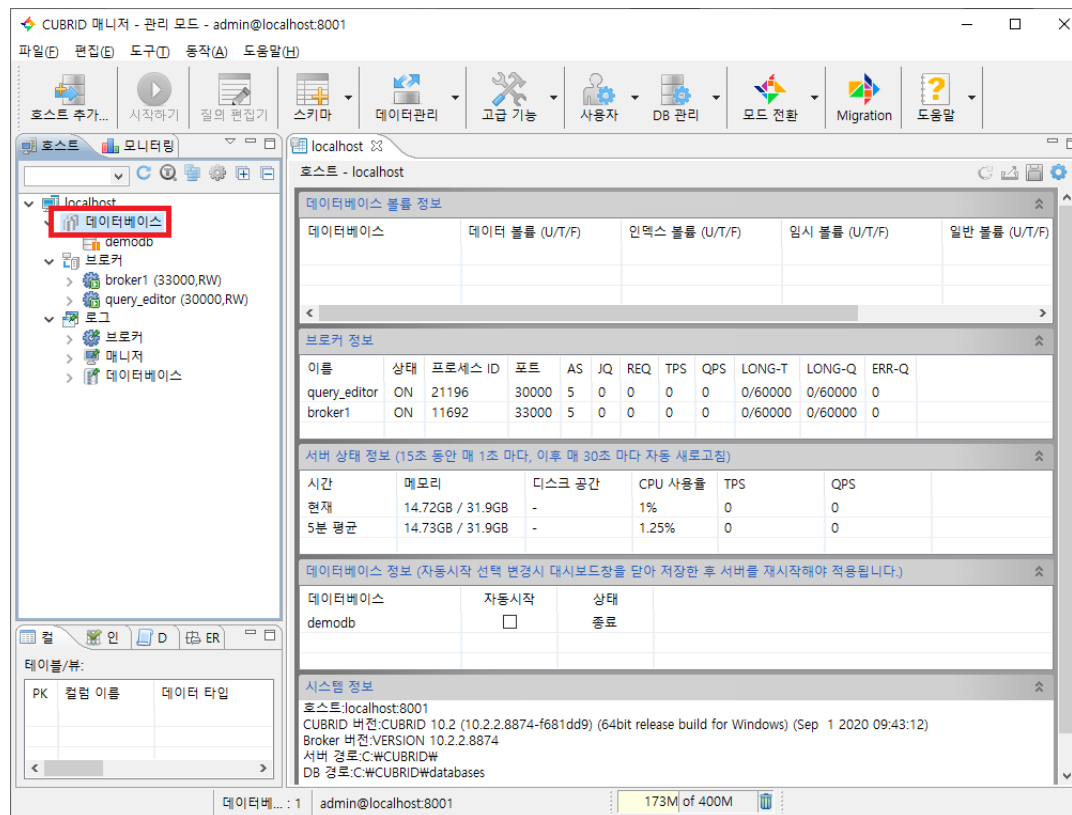 CUBRID 매니저 - 관리 모드 - admin@localhost:8001
파일(F) 편집(E) 도구(T) 동작(A) 도움말(H)
호스트 추가... 시작하기 질의 편집기 스키마 데이터관리 고급 기능 사용자 DB 관리 모드 전환 Migration 도움말
호스트 모니터링
localhost
데이터베이스
demodb
브로커
broker1 (33000,RW)
query_editor (30000,RW)
로그
브로커
매니저
데이터베이스
컬 인 D ER
테이블/뷰:
PK 컬럼 이름 데이터 타입
localhost
호스트 - localhost
데이터베이스 볼륨 정보
데이터베이스 데이터 볼륨 (U/T/F) 인덱스 볼륨 (U/T/F) 임시 볼륨 (U/T/F) 일반 볼륨 (U/T/F)
브로커 정보
이름 상태 프로세스 ID 포트 AS JQ REQ TPS QPS LONG-T LONG-Q ERR-Q
query_editor ON 21196 30000 5 0 0 0 0 0/60000 0/60000 0
broker1 ON 11692 33000 5 0 0 0 0 0/60000 0/60000 0
서버 상태 정보 (15초 동안 매 1초 마다, 이후 매 30초 마다 자동 새로고침)
시간 메모리 디스크 공간 CPU 사용율 TPS QPS
현재 14.72GB / 31.9GB - 1% 0 0
5분 평균 14.73GB / 31.9GB - 1.25% 0 0
데이터베이스 정보 (자동시작 선택 변경시 대시보드창을 닫아 저장한 후 서버를 재시작해야 적용됩니다.)
데이터베이스 자동시작 상태
demodb 종료
시스템 정보
호스트:localhost:8001
CUBRID 버전:CUBRID 10.2 (10.2.2.8874-f681dd9) (64bit release build for Windows) (Sep 1 2020 09:43:12)
Broker 버전:VERSION 10.2.2.8874
서버 경로:C:₩CUBRID₩
DB 경로:C:₩CUBRID₩databases
데이터베... : 1 admin@localhost:8001 173M of 400M